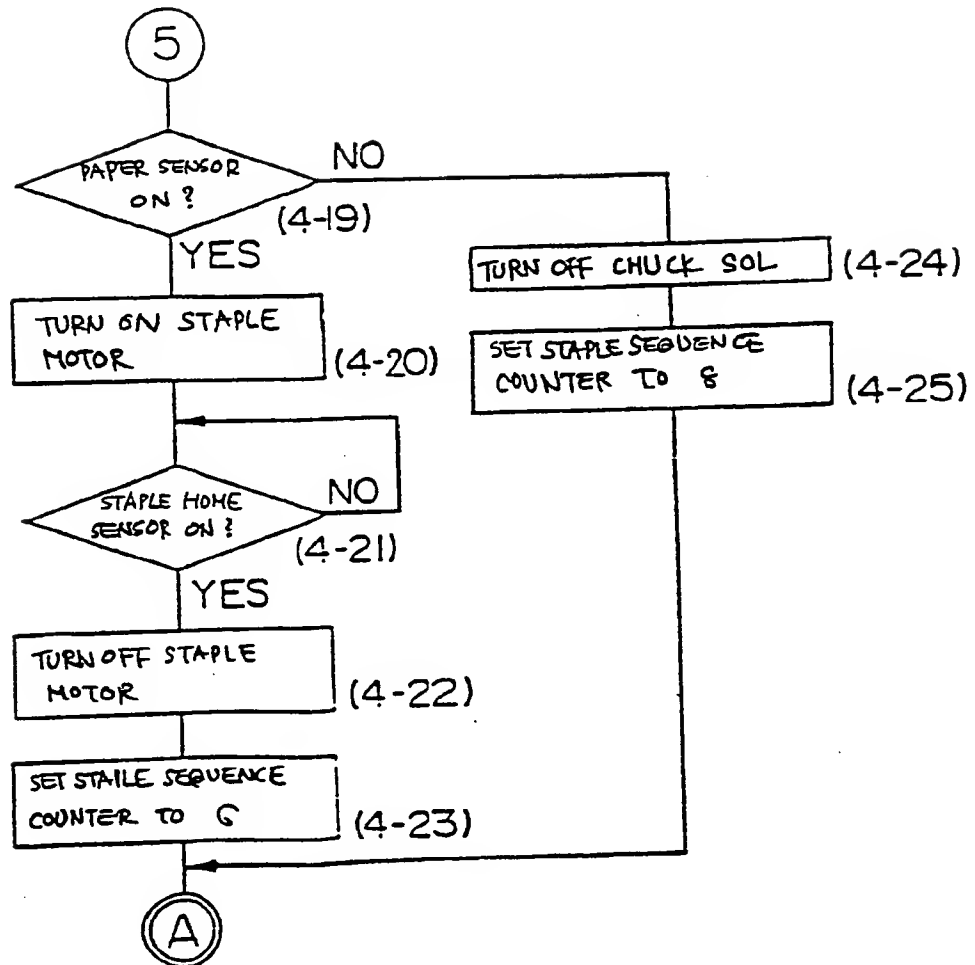 5
PAPER SENSOR
ON ?
(4-19)
NO
YES
TURN ON STAPLE
MOTOR
(4-20)
STAPLE HOME
SENSOR ON ?
(4-21)
NO
YES
TURN OFF STAPLE
MOTOR
(4-22)
SET STAILE SEQUENCE
COUNTER TO 6
(4-23)
TURN OFF CHUCK SOL
(4-24)
SET STAPLE SEQUENCE
COUNTER TO 8
(4-25)
A